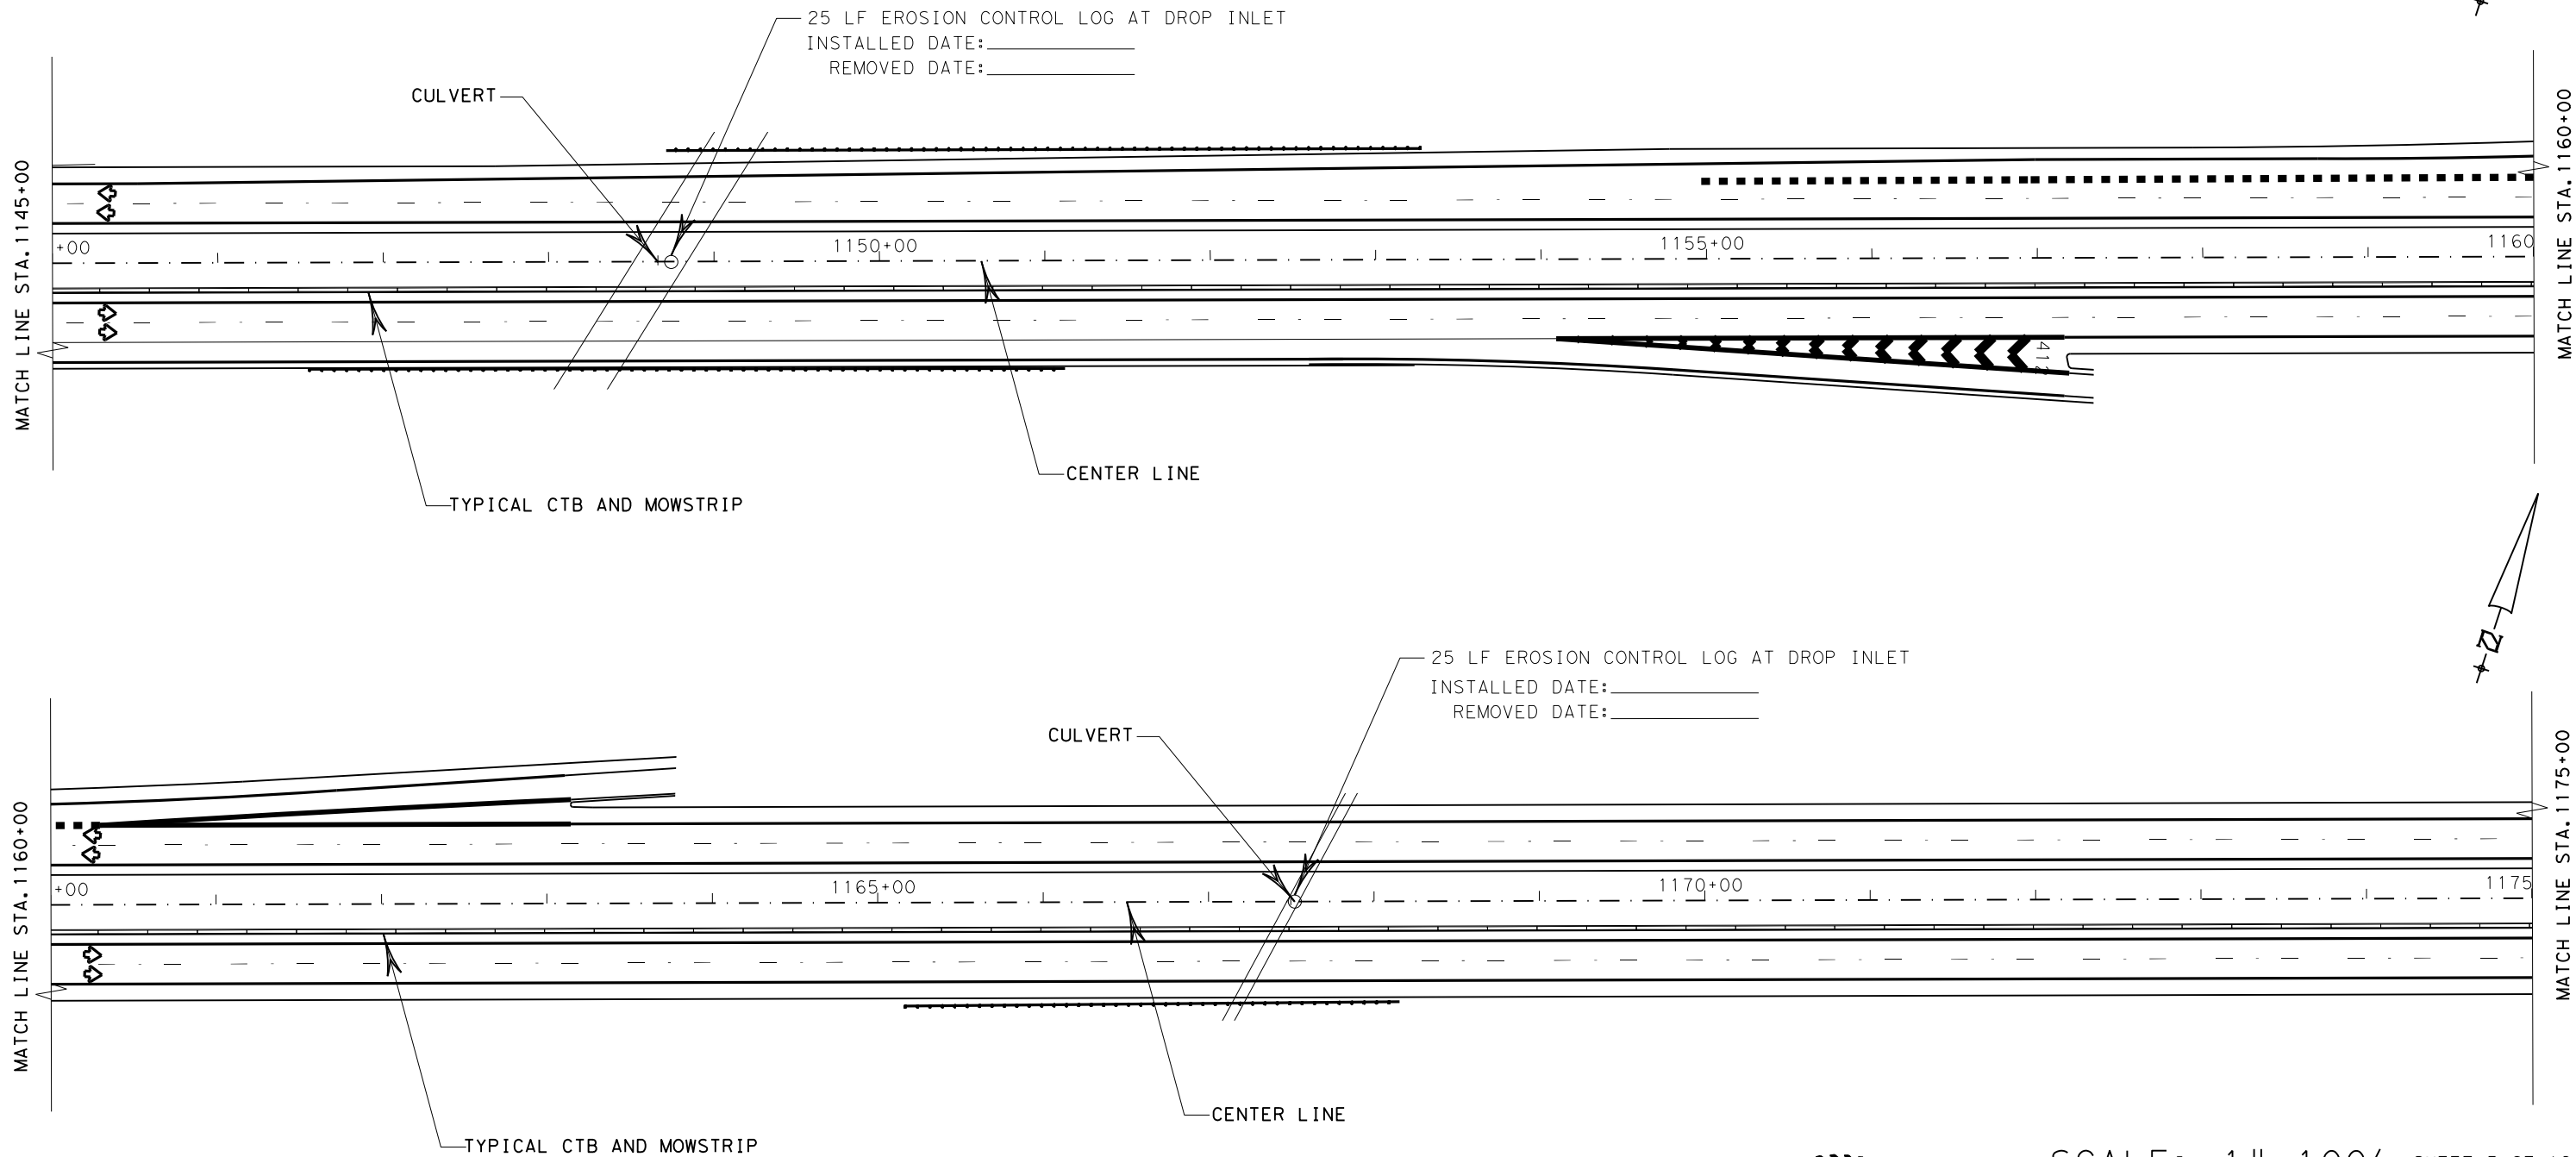 25 LF EROSION CONTROL LOG AT DROP INLET
INSTALLED DATE:
REMOVED DATE:
CULVERT
MATCH LINE STA. 1145+00
MATCH LINE STA. 1160+00
+00
1150+00
1155+00
1160
CENTER LINE
TYPICAL CTB AND MOWSTRIP
N
25 LF EROSION CONTROL LOG AT DROP INLET
INSTALLED DATE:
REMOVED DATE:
CULVERT
MATCH LINE STA. 1160+00
MATCH LINE STA. 1175+00
+00
1165+00
1170+00
1175
CENTER LINE
TYPICAL CTB AND MOWSTRIP